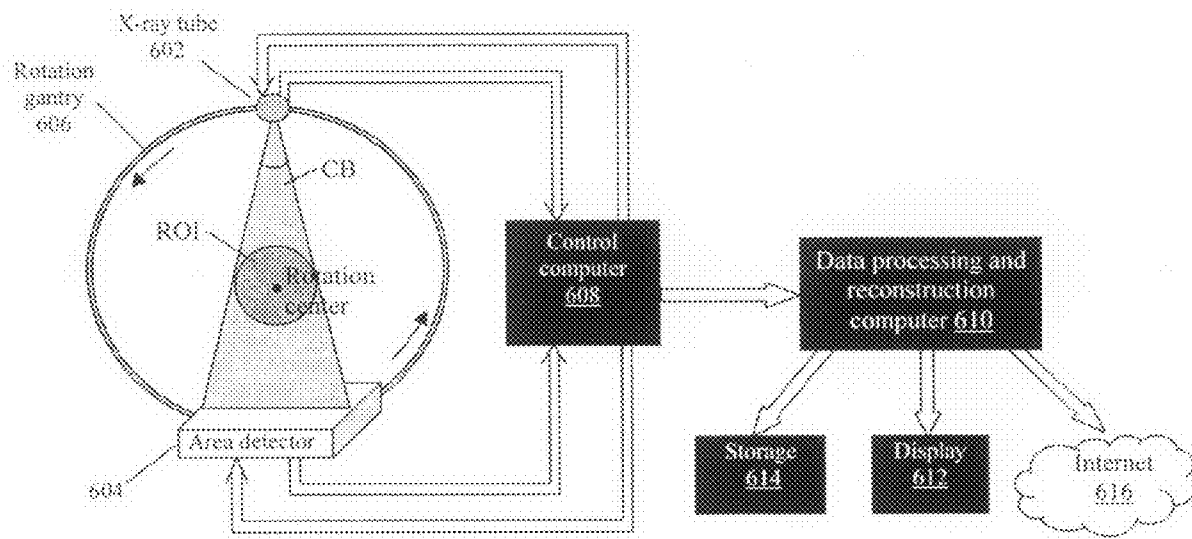 X-ray tube
602
Rotation
gantry
606
CB
ROI
Rotation
center
Area detector
604
Control
computer
608
Data processing and
reconstruction
computer 610
Storage
614
Display
612
Internet
616